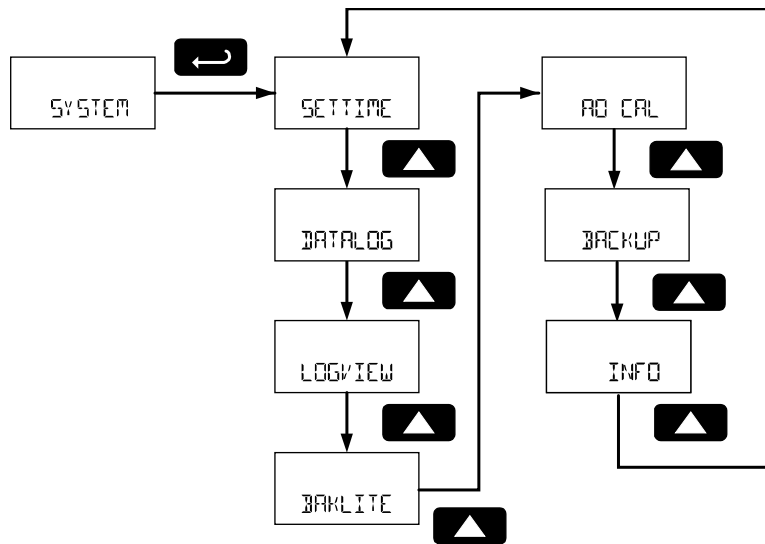 SYSTEM
SETTIME
DATALOG
LOGVIEW
BAKLITE
AO CAL
BACKUP
INFO